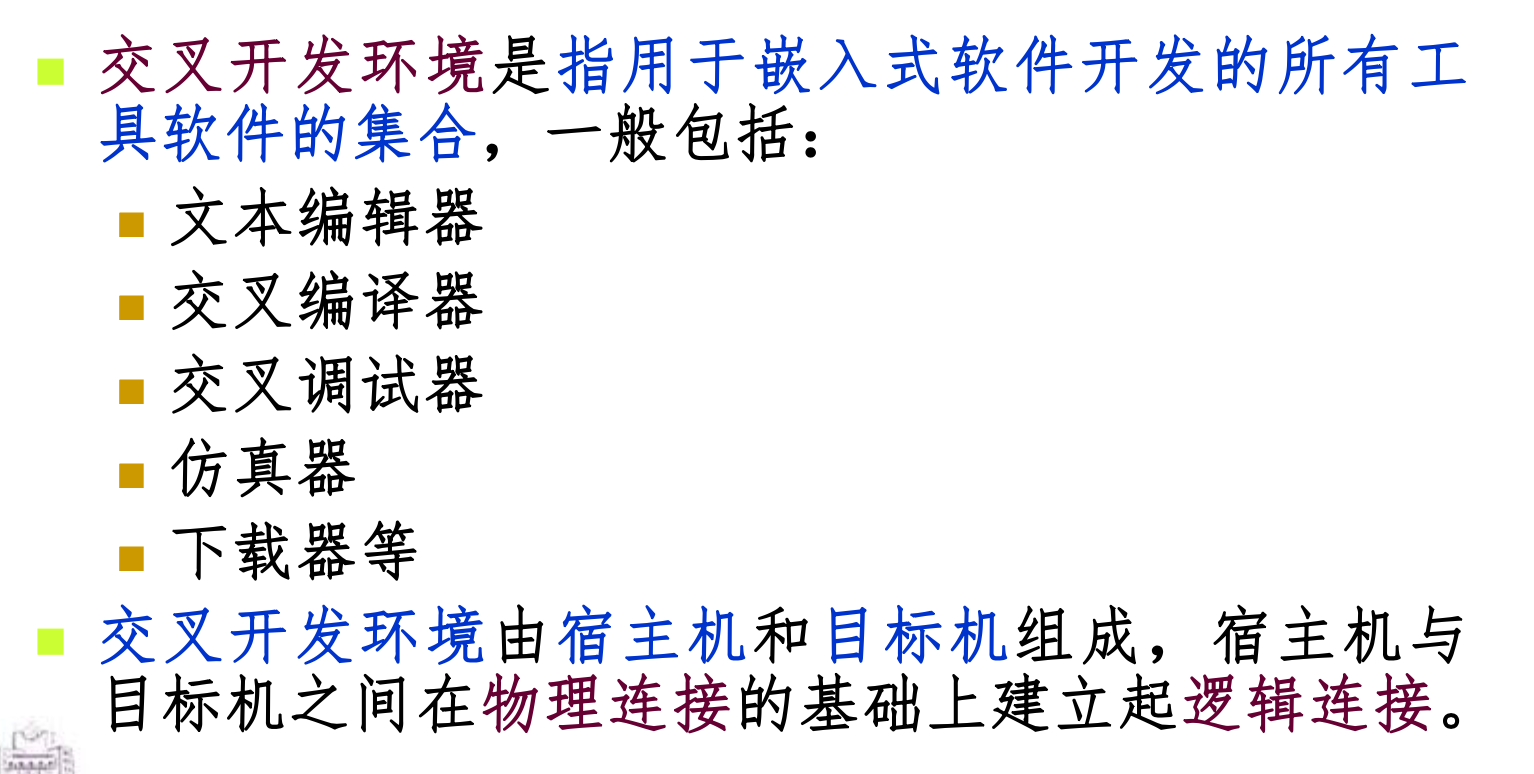 交叉开发环境是指用于嵌入式软件开发的所有工
具软件的集合，一般包括：
文本编辑器
交叉编译器
交叉调试器
仿真器
下载器等
交叉开发环境由宿主机和目标机组成，宿主机与
目标机之间在物理连接的基础上建立起逻辑连接。